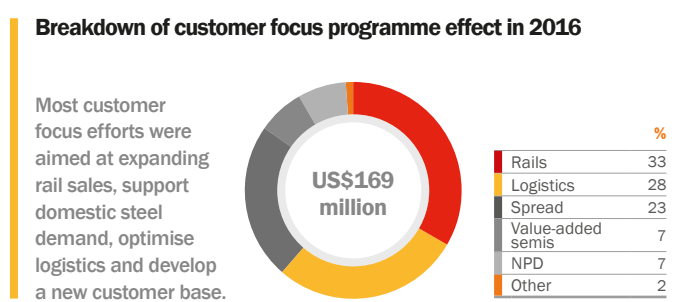 Breakdown of customer focus programme effect in 2016
Most customer
focus efforts were
aimed at expanding
rail sales, support
domestic steel
demand, optimise
logistics and develop
a new customer base.
US$169
million
%
Rails 33
Logistics 28
Spread 23
Value-added
semis 7
NPD 7
Other 2